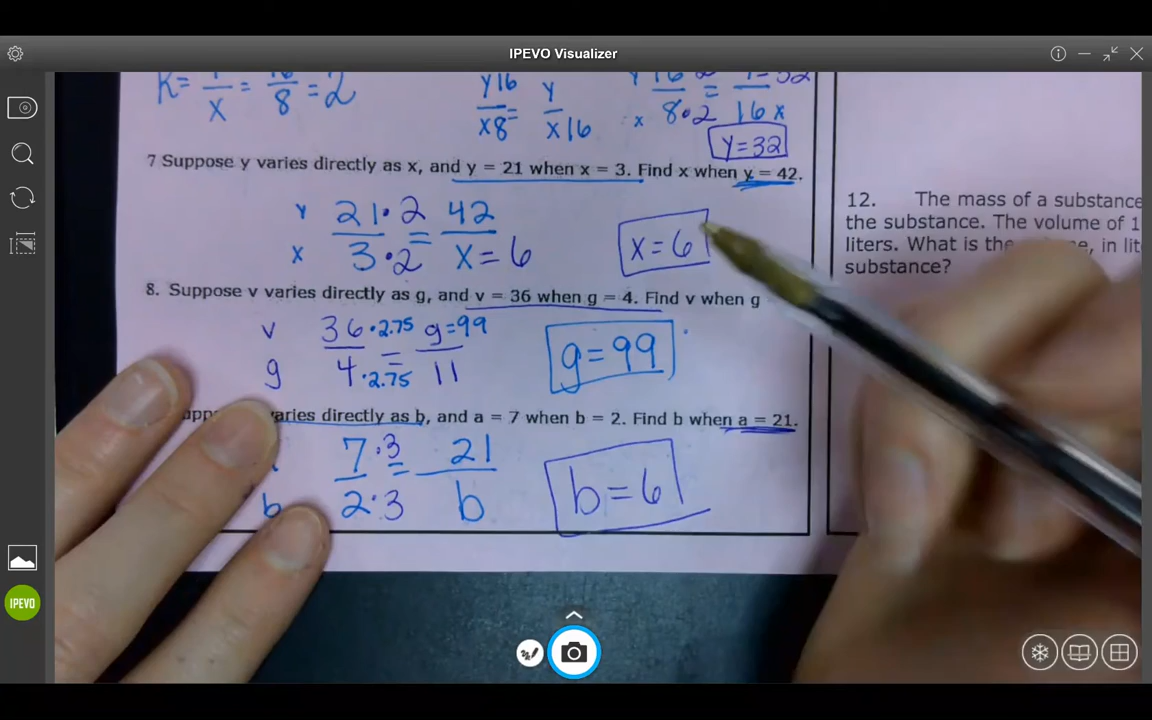 IPEVO Visualizer
K= — = — = 2
X 8
y16 y
x8 = x16
8•2 = 16 x
y=32
7 Suppose y varies directly as x, and y = 21 when x = 3. Find x when y = 42.
y 21•2 = 42
x 3•2 x=6
x=6
8. Suppose v varies directly as g, and v = 36 when g = 4. Find v when g
v 36•2.75 = g=99
g 4•2.75 11
g=99
varies directly as b, and a = 7 when b = 2. Find b when a = 21.
7•3 = 21
b 2•3 b
b=6
12. The mass of a substance
the substance. The volume of 1
liters. What is the
substance?
IPEVO